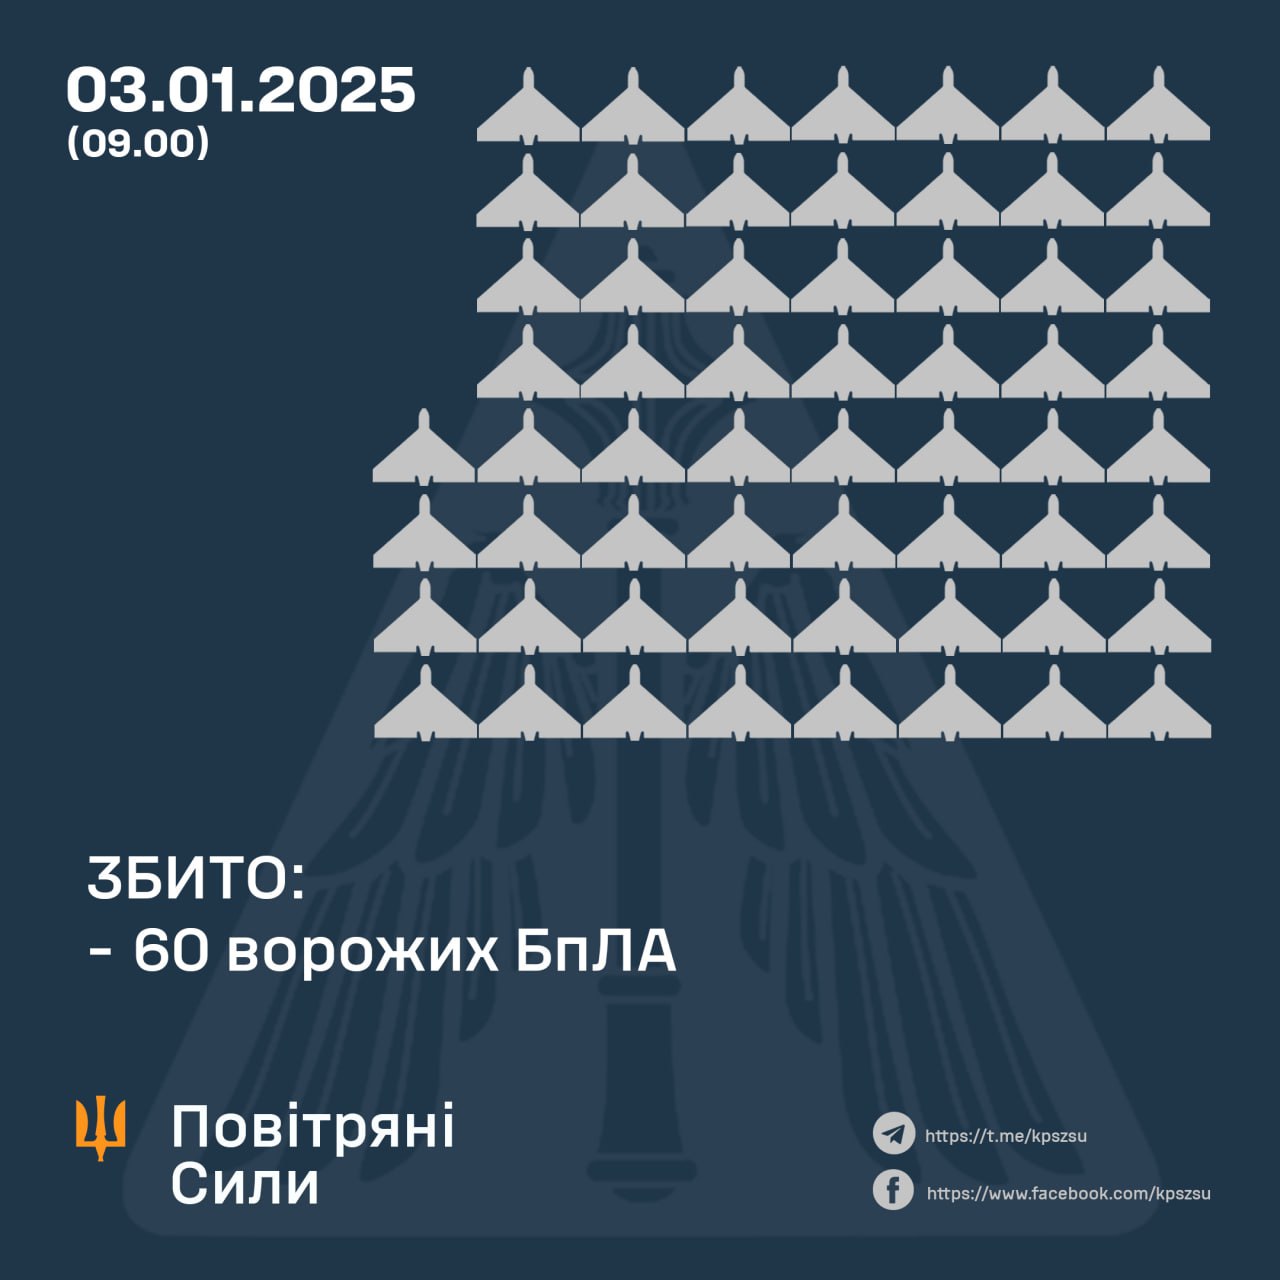 03.01.2025
(09.00)
ЗБИТО:
- 60 ворожих БпЛА
Повітряні
Сили
https://t.me/kpszsu
https://www.facebook.com/kpszsu